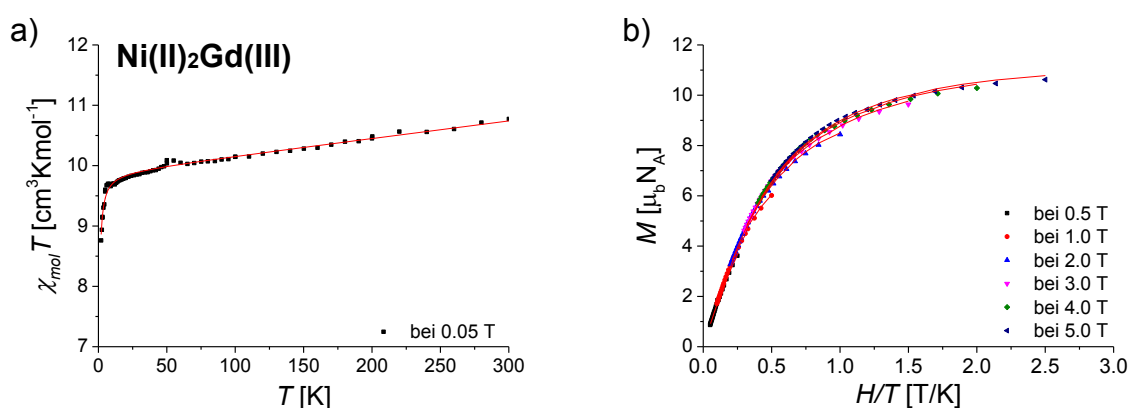 a)
Ni(II)₂Gd(III)
12
11
10
9
8
7
0 50 100 150 200 250 300
χmolT [cm³Kmol⁻¹]
T [K]
bei 0.05 T
b)
12
10
8
6
4
2
0
0.0 0.5 1.0 1.5 2.0 2.5 3.0
M [μbNA]
H/T [T/K]
bei 0.5 T
bei 1.0 T
bei 2.0 T
bei 3.0 T
bei 4.0 T
bei 5.0 T